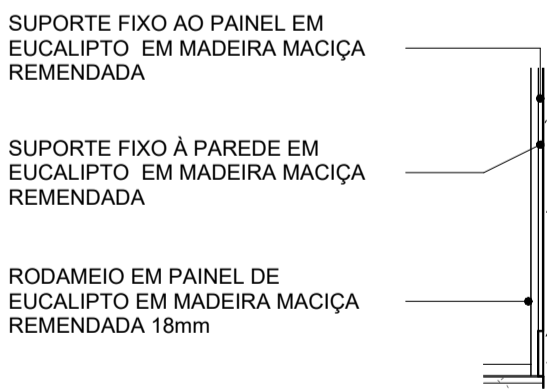 SUPORTE FIXO AO PAINEL EM
EUCALIPTO EM MADEIRA MACIÇA
REMENDADA
SUPORTE FIXO À PAREDE EM
EUCALIPTO EM MADEIRA MACIÇA
REMENDADA
RODAMEIO EM PAINEL DE
EUCALIPTO EM MADEIRA MACIÇA
REMENDADA 18mm